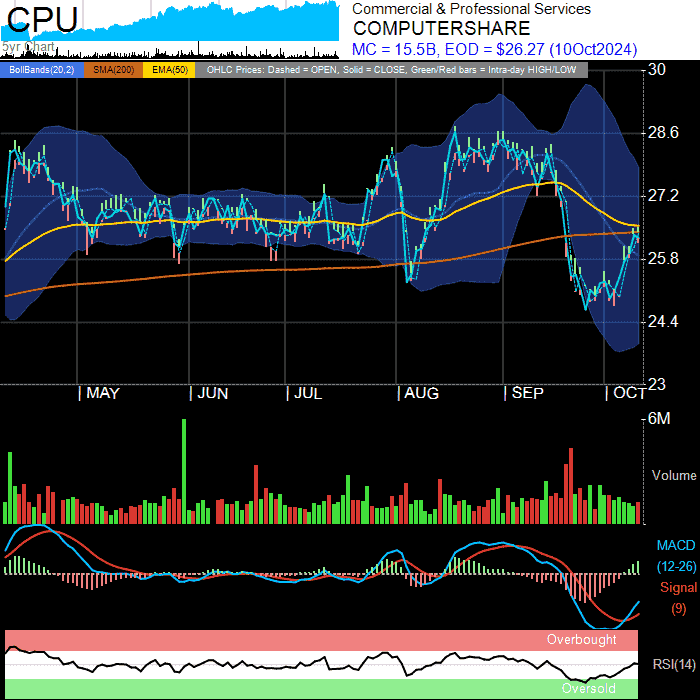 CPU
5yr Chart
Commercial & Professional Services
COMPUTERSHARE
MC = 15.5B, EOD = $26.27 (10Oct2024)
BollBands(20,2) SMA(200) EMA(50) OHLC Prices: Dashed = OPEN, Solid = CLOSE, Green/Red bars = Intra-day HIGH/LOW
30
28.6
27.2
25.8
24.4
23
| MAY | JUN | JUL | AUG | SEP | OCT
6M
Volume
MACD
(12-26)
Signal
(9)
Overbought
RSI(14)
Oversold